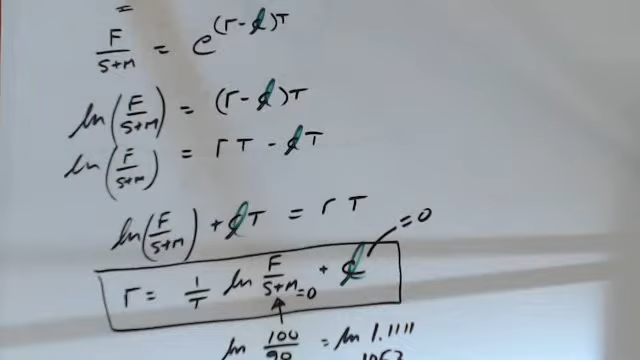 =
F/(S+M) = e^(r-d)T
ln(F/(S+M)) = (r-d)T
ln(F/(S+M)) = rT - dT
ln(F/(S+M)) + dT = rT
=0
r = 1/T ln F/(S+M) + d
=0
ln 100/90 = ln 1.1111